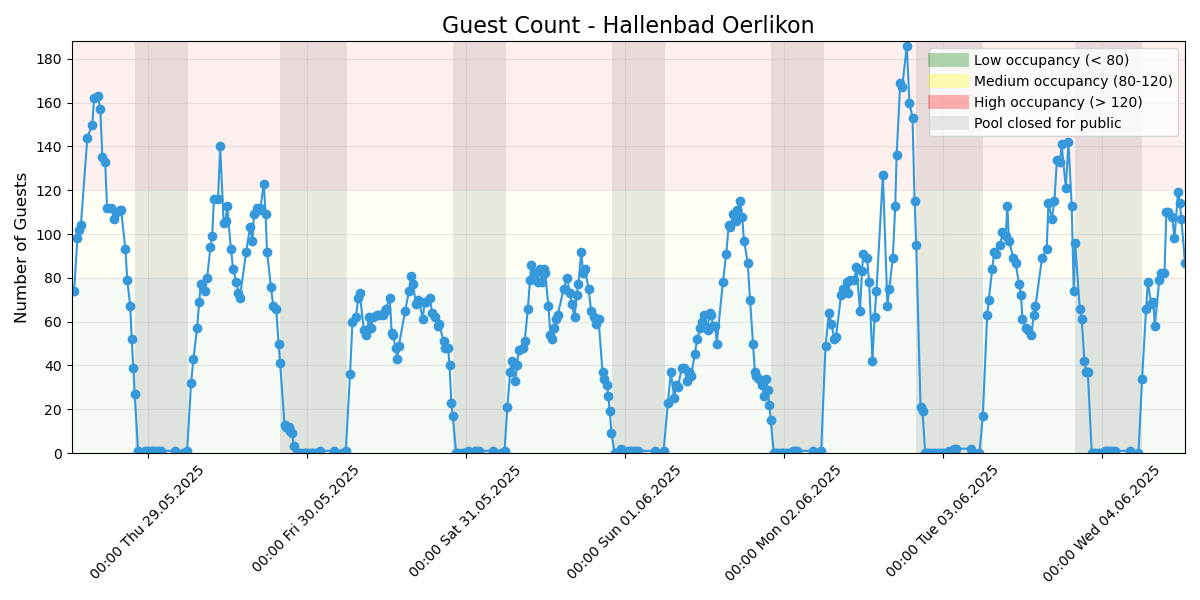 Guest Count - Hallenbad Oerlikon
Number of Guests
180
160
140
120
100
80
60
40
20
0
Low occupancy (< 80)
Medium occupancy (80-120)
High occupancy (> 120)
Pool closed for public
00:00 Thu 29.05.2025
00:00 Fri 30.05.2025
00:00 Sat 31.05.2025
00:00 Sun 01.06.2025
00:00 Mon 02.06.2025
00:00 Tue 03.06.2025
00:00 Wed 04.06.2025